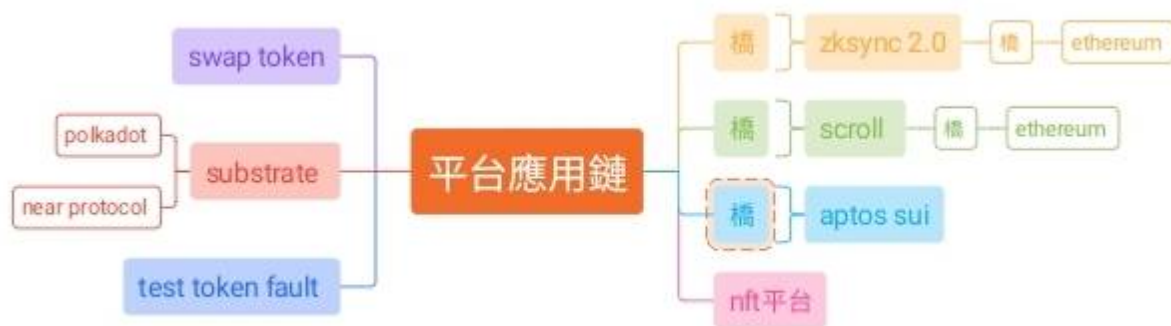 swap token
polkadot
substrate
near protocol
test token fault
平台應用鏈
橋
zksync 2.0
橋
ethereum
橋
scroll
橋
ethereum
橋
aptos sui
nft平台